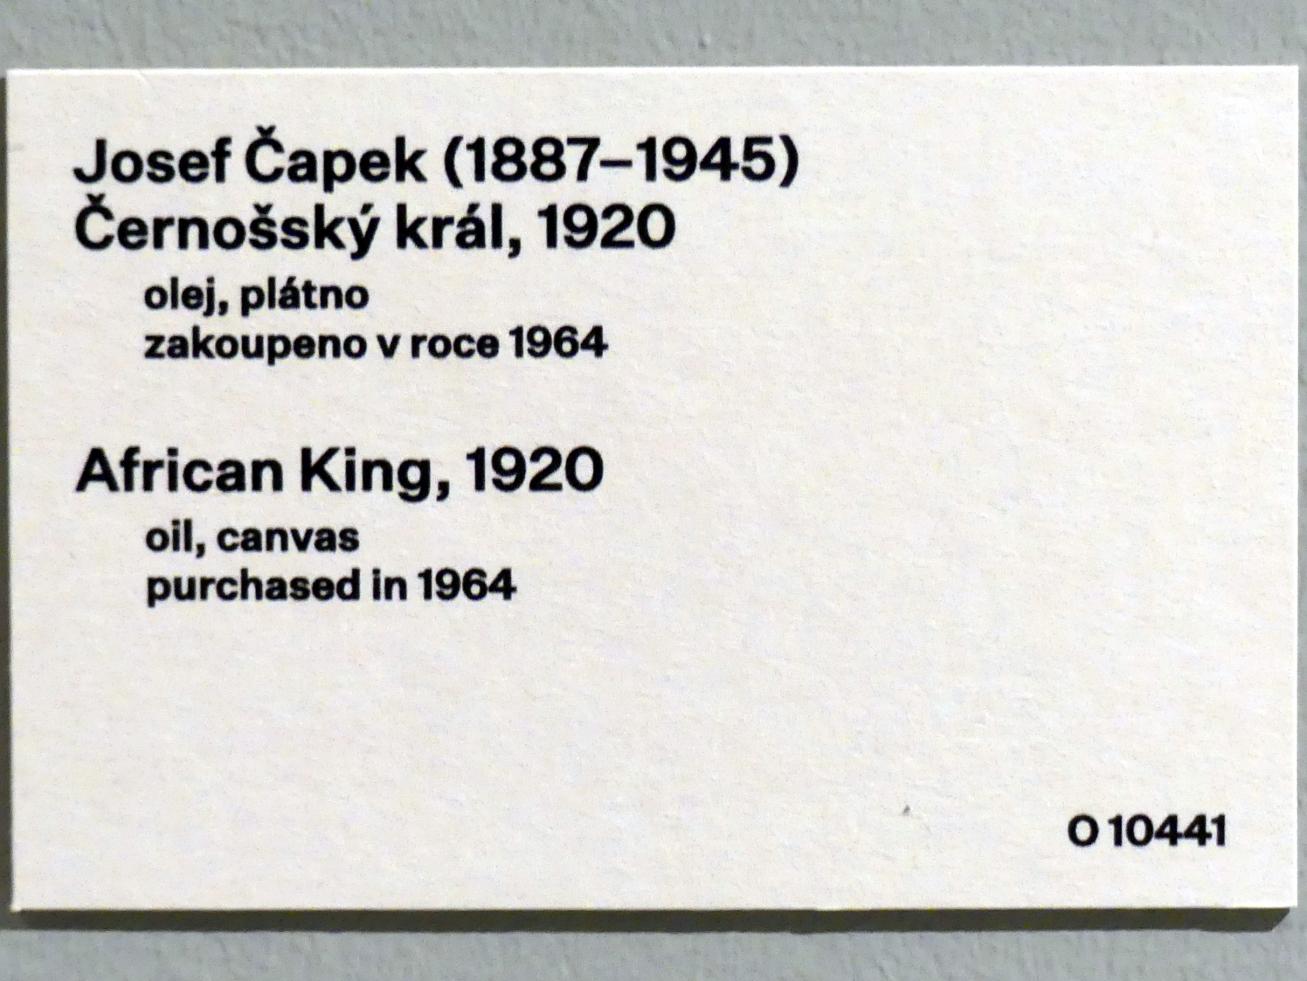 Josef Čapek (1887–1945)
Černošský král, 1920
olej, plátno
zakoupeno v roce 1964
African King, 1920
oil, canvas
purchased in 1964
O 10441